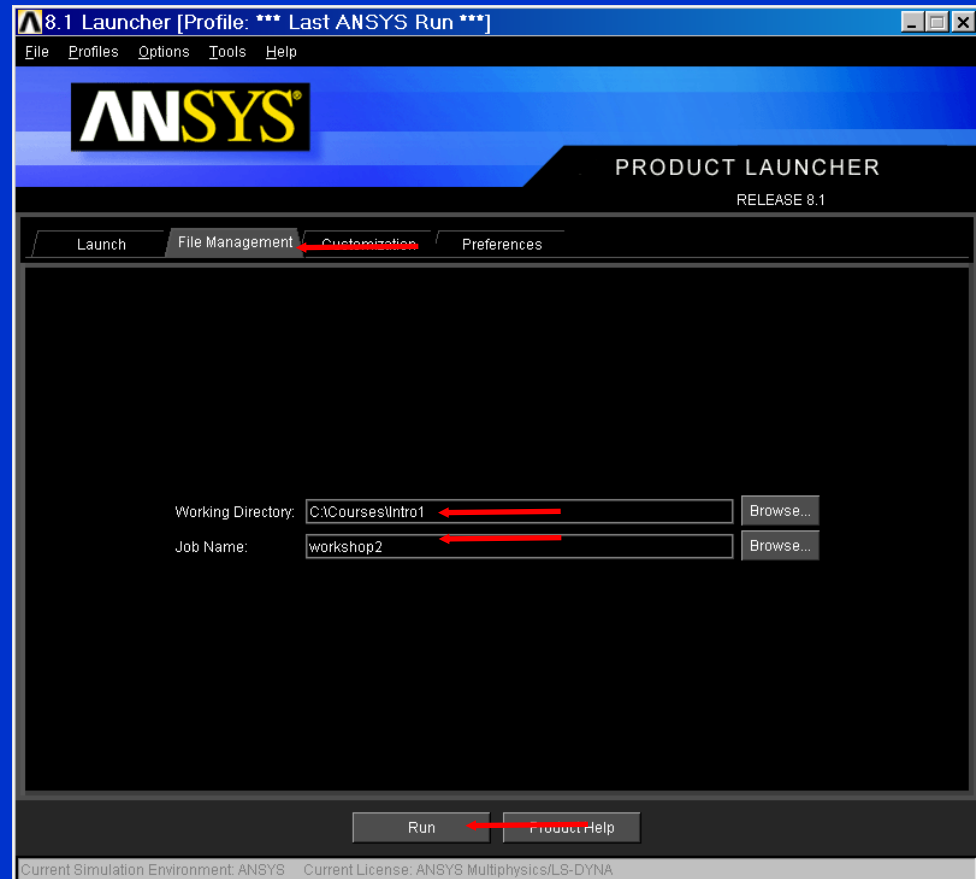 8.1 Launcher [Profile: *** Last ANSYS Run ***]
File Profiles Options Tools Help
ANSYS®
PRODUCT LAUNCHER
RELEASE 8.1
Launch File Management Customization Preferences
Working Directory: C:\Courses\Intro1 Browse...
Job Name: workshop2 Browse...
Run Product Help
Current Simulation Environment: ANSYS Current License: ANSYS Multiphysics/LS-DYNA